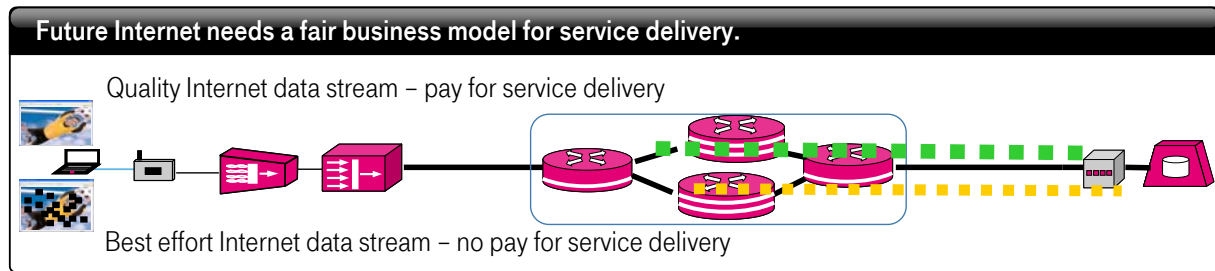 Future Internet needs a fair business model for service delivery.
Quality Internet data stream – pay for service delivery
Best effort Internet data stream – no pay for service delivery